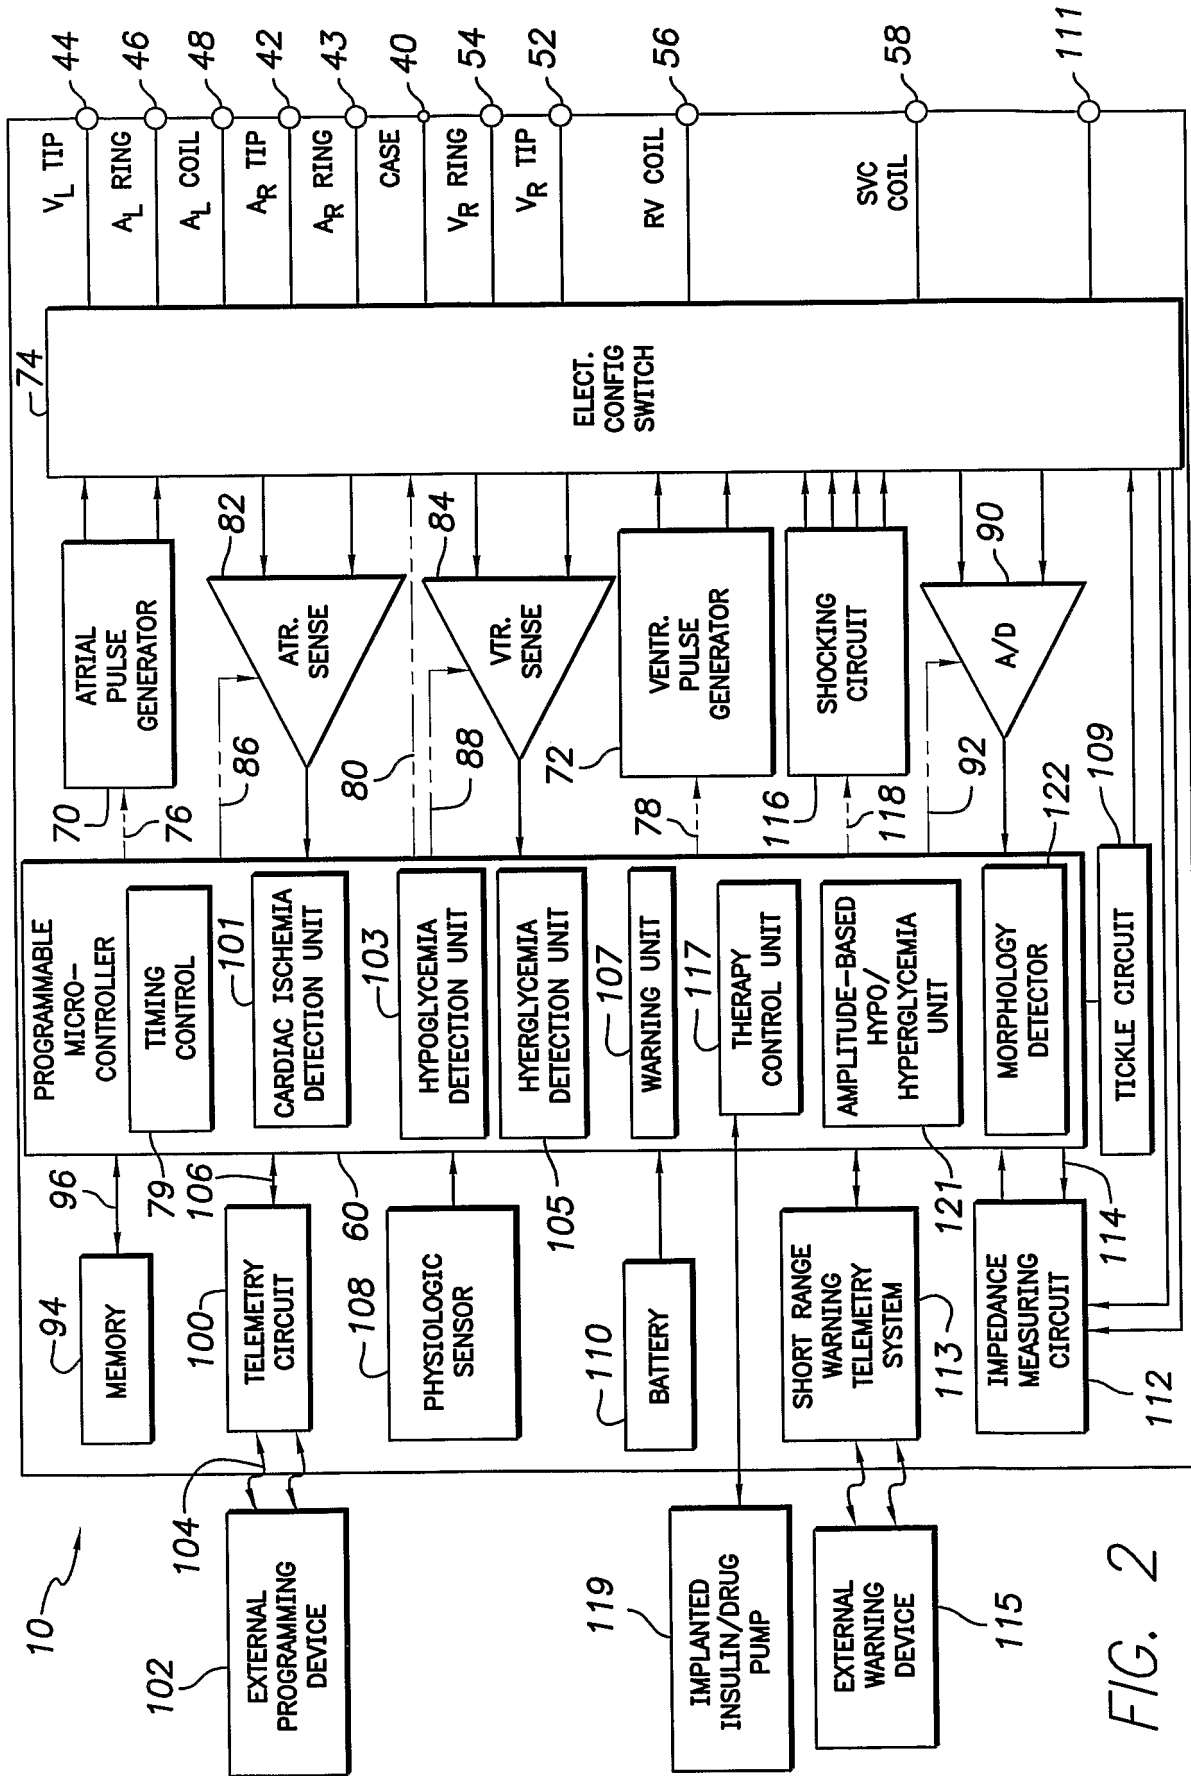 10
102
EXTERNAL
PROGRAMMING
DEVICE
104
119
IMPLANTED
INSULIN/DRUG
PUMP
EXTERNAL
WARNING
DEVICE
115
94
MEMORY
96
100
TELEMETRY
CIRCUIT
106
108
PHYSIOLOGIC
SENSOR
110
BATTERY
SHORT RANGE
WARNING
TELEMETRY
SYSTEM
113
IMPEDANCE
MEASURING
CIRCUIT
112
114
60
PROGRAMMABLE
MICRO-
CONTROLLER
TIMING
CONTROL
79
101
CARDIAC ISCHEMIA
DETECTION UNIT
103
HYPOGLYCEMIA
DETECTION UNIT
HYERGLYCEMIA
DETECTION UNIT
105
107
WARNING UNIT
117
THERAPY
CONTROL UNIT
AMPLITUDE-BASED
HYPO/
HYPERGLYCEMIA
UNIT
121
MORPHOLOGY
DETECTOR
122
TICKLE CIRCUIT
109
70
76
ATRIAL
PULSE
GENERATOR
86
82
ATR.
SENSE
80
88
84
VTR.
SENSE
72
78
VENTR.
PULSE
GENERATOR
116
118
SHOCKING
CIRCUIT
92
90
A/D
74
ELECT.
CONFIG
SWITCH
VL TIP
44
AL RING
46
AL COIL
48
AR TIP
42
AR RING
43
CASE
40
VR RING
54
VR TIP
52
RV COIL
56
SVC
COIL
58
111
FIG. 2